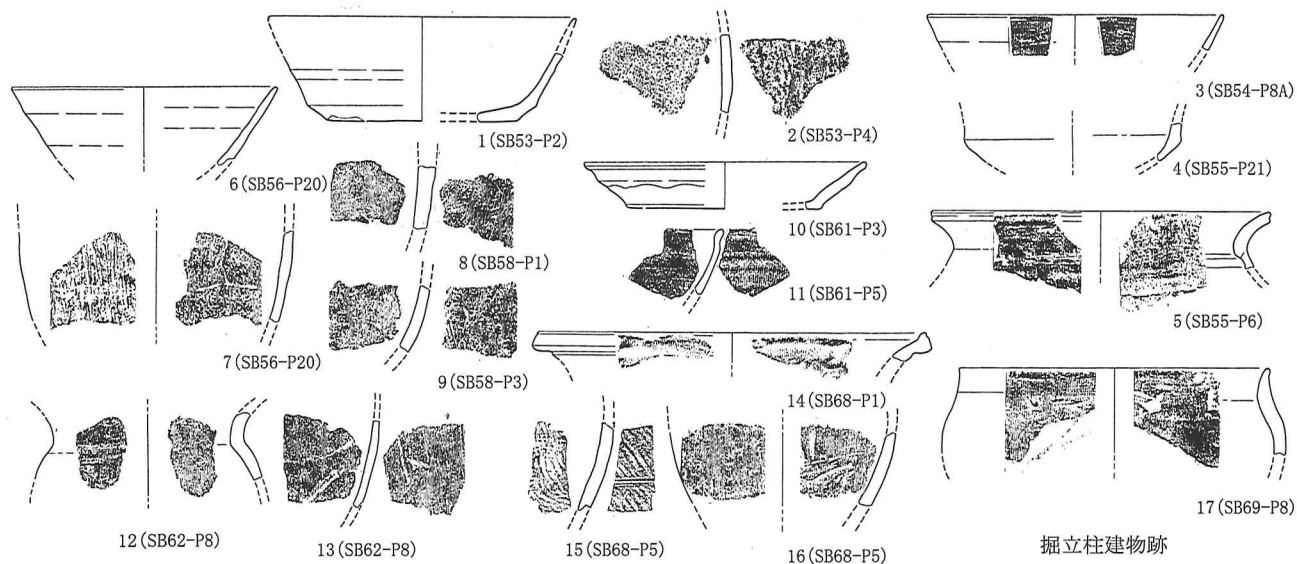 1(SB53-P2)
2(SB53-P4)
3(SB54-P8A)
4(SB55-P21)
5(SB55-P6)
6(SB56-P20)
7(SB56-P20)
8(SB58-P1)
9(SB58-P3)
10(SB61-P3)
11(SB61-P5)
12(SB62-P8)
13(SB62-P8)
14(SB68-P1)
15(SB68-P5)
16(SB68-P5)
17(SB69-P8)
掘立柱建物跡